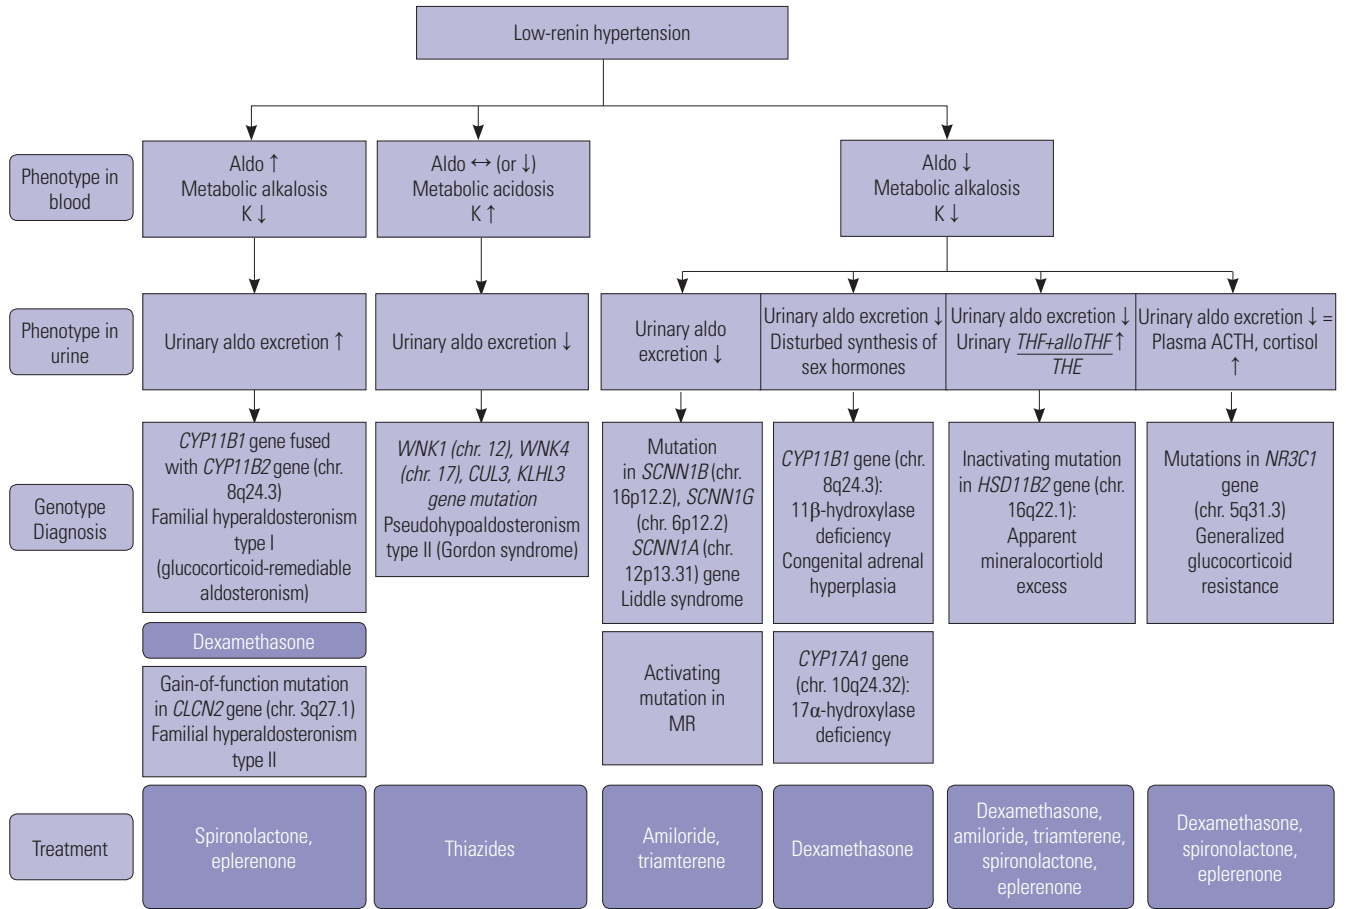 Low-renin hypertension
Phenotype in
blood
Aldo ↑
Metabolic alkalosis
K ↓
Aldo ↔ (or ↓)
Metabolic acidosis
K ↑
Aldo ↓
Metabolic alkalosis
K ↓
Phenotype in
urine
Urinary aldo excretion ↑
Urinary aldo excretion ↓
Urinary aldo
excretion ↓
Urinary aldo excretion ↓
Disturbed synthesis of
sex hormones
Urinary aldo excretion ↓
Urinary THF+alloTHF ↑
THE
Urinary aldo excretion ↓ =
Plasma ACTH, cortisol
↑
Genotype
Diagnosis
CYP11B1 gene fused
with CYP11B2 gene (chr.
8q24.3)
Familial hyperaldosteronism
type I
(glucocorticoid-remediable
aldosteronism)
Dexamethasone
Gain-of-function mutation
in CLCN2 gene (chr. 3q27.1)
Familial hyperaldosteronism
type II
WNK1 (chr. 12), WNK4
(chr. 17), CUL3, KLHL3
gene mutation
Pseudohypoaldosteronism
type II (Gordon syndrome)
Mutation
in SCNN1B (chr.
16p12.2), SCNN1G
(chr. 6p12.2)
SCNN1A (chr.
12p13.31) gene
Liddle syndrome
Activating
mutation in
MR
CYP11B1 gene (chr.
8q24.3):
11β-hydroxylase
deficiency
Congenital adrenal
hyperplasia
CYP17A1 gene
(chr. 10q24.32):
17α-hydroxylase
deficiency
Inactivating mutation
in HSD11B2 gene (chr.
16q22.1):
Apparent
mineralocortiold
excess
Mutations in NR3C1
gene
(chr. 5q31.3)
Generalized
glucocorticoid
resistance
Treatment
Spironolactone,
eplerenone
Thiazides
Amiloride,
triamterene
Dexamethasone
Dexamethasone,
amiloride, triamterene,
spironolactone,
eplerenone
Dexamethasone,
spironolactone,
eplerenone